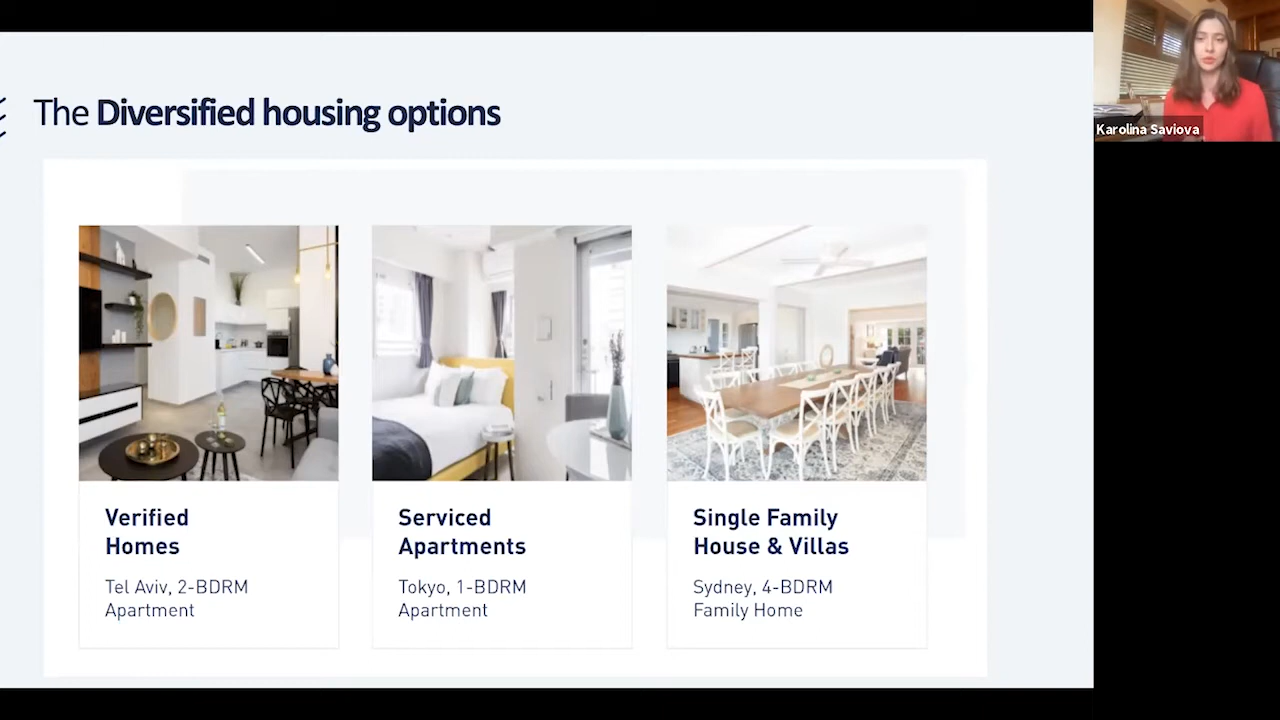 The Diversified housing options
Karolina Saviova
Verified
Homes
Tel Aviv, 2-BDRM
Apartment
Serviced
Apartments
Tokyo, 1-BDRM
Apartment
Single Family
House & Villas
Sydney, 4-BDRM
Family Home